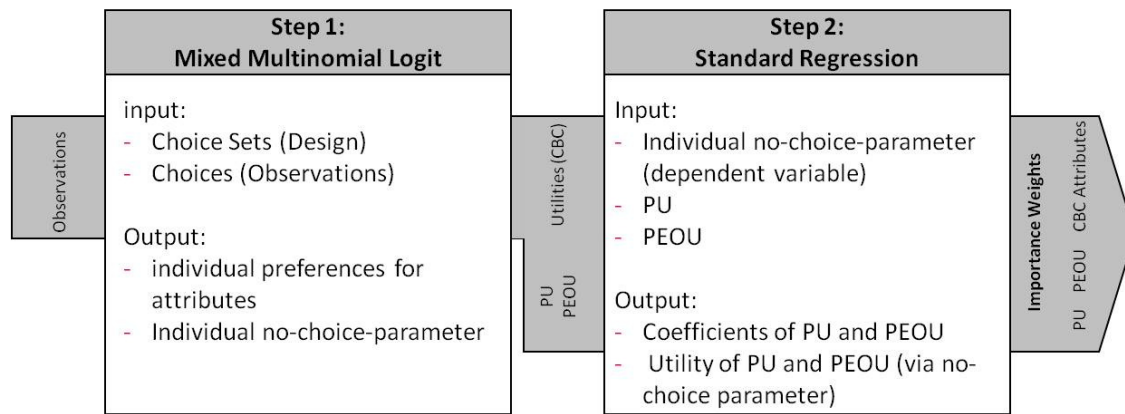 Observations
Step 1:
Mixed Multinomial Logit
input:
- Choice Sets (Design)
- Choices (Observations)
Output:
- individual preferences for
attributes
- Individual no-choice-parameter
Utilities (CBC)
PU
PEOU
Step 2:
Standard Regression
Input:
- Individual no-choice-parameter
(dependent variable)
- PU
- PEOU
Output:
- Coefficients of PU and PEOU
- Utility of PU and PEOU (via no-
choice parameter)
Importance Weights
PU PEOU CBC Attributes